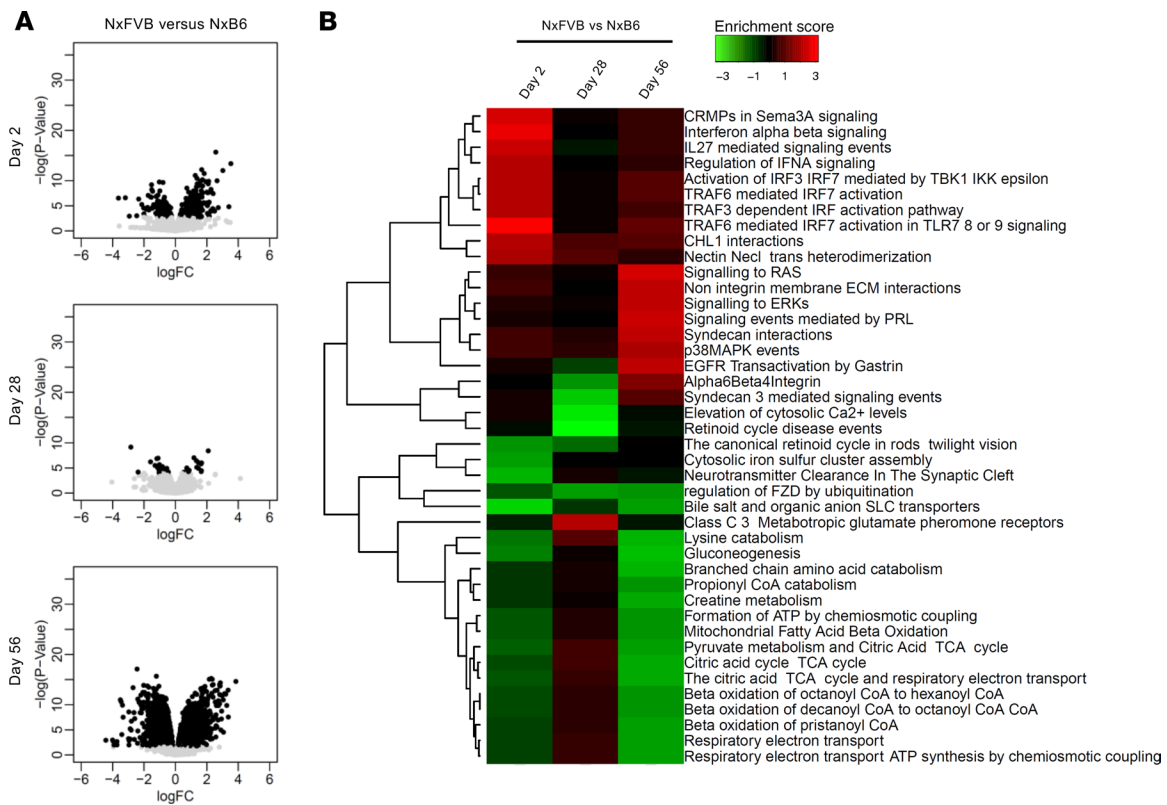 A
NxFVB versus NxB6
Day 2
−log(P−Value)
30
20
10
5
0
−6 −4 −2 0 2 4 6
logFC
Day 28
−log(P−Value)
30
20
10
5
0
−6 −4 −2 0 2 4 6
logFC
Day 56
−log(P−Value)
30
20
10
5
0
−6 −4 −2 0 2 4 6
logFC
B
NxFVB vs NxB6
Day 2 Day 28 Day 56
Enrichment score
−3 −1 1 3
CRMPs in Sema3A signaling
Interferon alpha beta signaling
IL27 mediated signaling events
Regulation of IFNA signaling
Activation of IRF3 IRF7 mediated by TBK1 IKK epsilon
TRAF6 mediated IRF7 activation
TRAF3 dependent IRF activation pathway
TRAF6 mediated IRF7 activation in TLR7 8 or 9 signaling
CHL1 interactions
Nectin Necl trans heterodimerization
Signalling to RAS
Non integrin membrane ECM interactions
Signalling to ERKs
Signaling events mediated by PRL
Syndecan interactions
p38MAPK events
EGFR Transactivation by Gastrin
Alpha6Beta4Integrin
Syndecan 3 mediated signaling events
Elevation of cytosolic Ca2+ levels
Retinoid cycle disease events
The canonical retinoid cycle in rods twilight vision
Cytosolic iron sulfur cluster assembly
Neurotransmitter Clearance In The Synaptic Cleft
regulation of FZD by ubiquitination
Bile salt and organic anion SLC transporters
Class C 3 Metabotropic glutamate pheromone receptors
Lysine catabolism
Gluconeogenesis
Branched chain amino acid catabolism
Propionyl CoA catabolism
Creatine metabolism
Formation of ATP by chemiosmotic coupling
Mitochondrial Fatty Acid Beta Oxidation
Pyruvate metabolism and Citric Acid TCA cycle
Citric acid cycle TCA cycle
The citric acid TCA cycle and respiratory electron transport
Beta oxidation of octanoyl CoA to hexanoyl CoA
Beta oxidation of decanoyl CoA to octanoyl CoA CoA
Beta oxidation of pristanoyl CoA
Respiratory electron transport
Respiratory electron transport ATP synthesis by chemiosmotic coupling